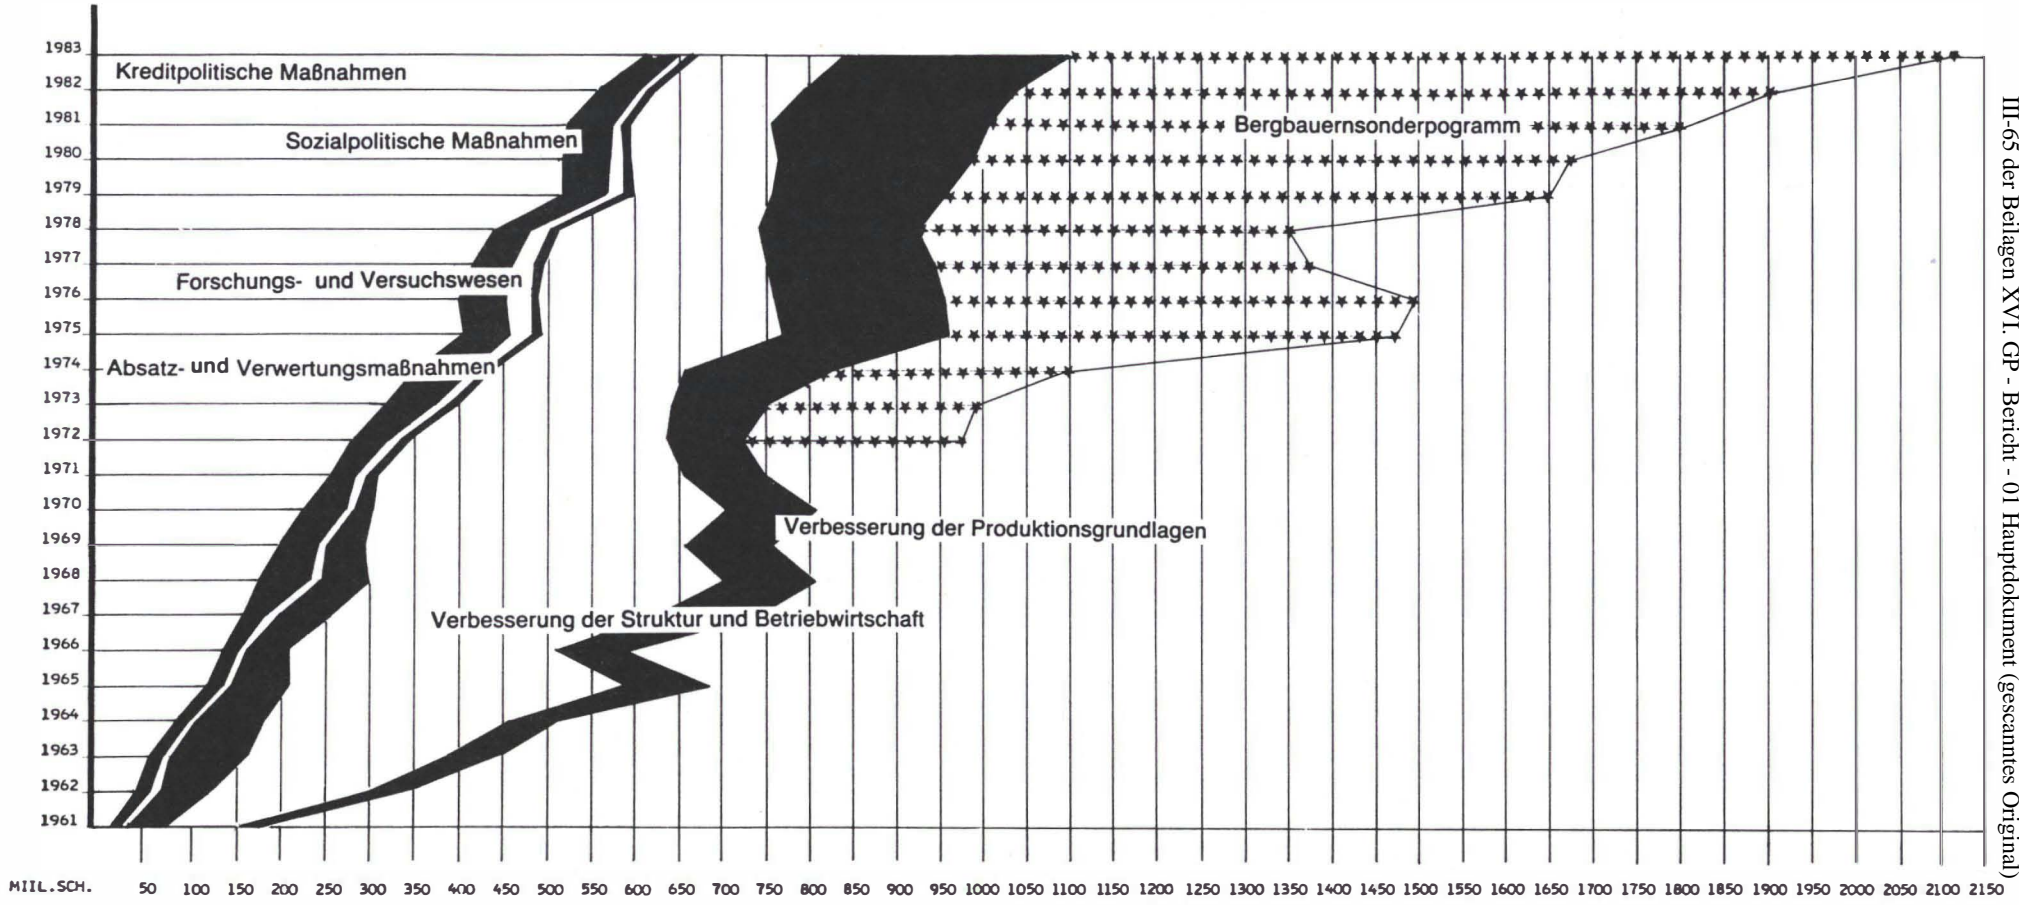 1983
Kreditpolitische Maßnahmen
1982
1981
Sozialpolitische Maßnahmen
Bergbauernsonderpogramm
1980
1979
1978
1977
Forschungs- und Versuchswesen
1976
1975
1974
Absatz- und Verwertungsmaßnahmen
1973
1972
1971
1970
Verbesserung der Produktionsgrundlagen
1969
1968
1967
Verbesserung der Struktur und Betriebwirtschaft
1966
1965
1964
1963
1962
1961
MIIL.SCH. 50 100 150 200 250 300 350 400 450 500 550 600 650 700 750 800 850 900 950 1000 1050 1100 1150 1200 1250 1300 1350 1400 1450 1500 1550 1600 1650 1700 1750 1800 1850 1900 1950 2000 2050 2100 2150
III-65 der Beilagen XVI. GP - Bericht - 01 Hauptdokument (gescanntes Original)